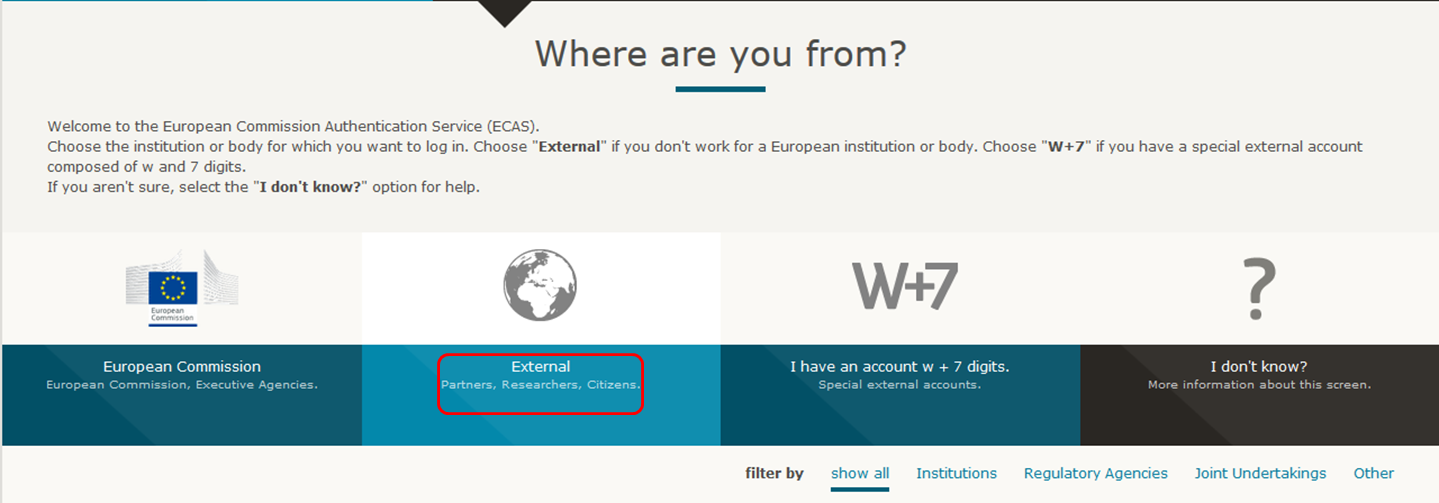 Where are you from?
Welcome to the European Commission Authentication Service (ECAS).
Choose the institution or body for which you want to log in. Choose "External" if you don't work for a European institution or body. Choose "W+7" if you have a special external account
composed of w and 7 digits.
If you aren't sure, select the "I don't know?" option for help.
European
Commission
W+7
?
European Commission
European Commission, Executive Agencies.
External
Partners, Researchers, Citizens.
I have an account w + 7 digits.
Special external accounts.
I don't know?
More information about this screen.
filter by show all Institutions Regulatory Agencies Joint Undertakings Other